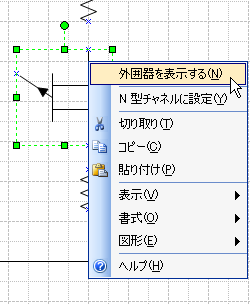 外囲器を表示する(N)
N 型チャネルに設定(Y)
切り取り(T)
コピー(C)
貼り付け(P)
表示(V)
書式(O)
図形(E)
ヘルプ(H)